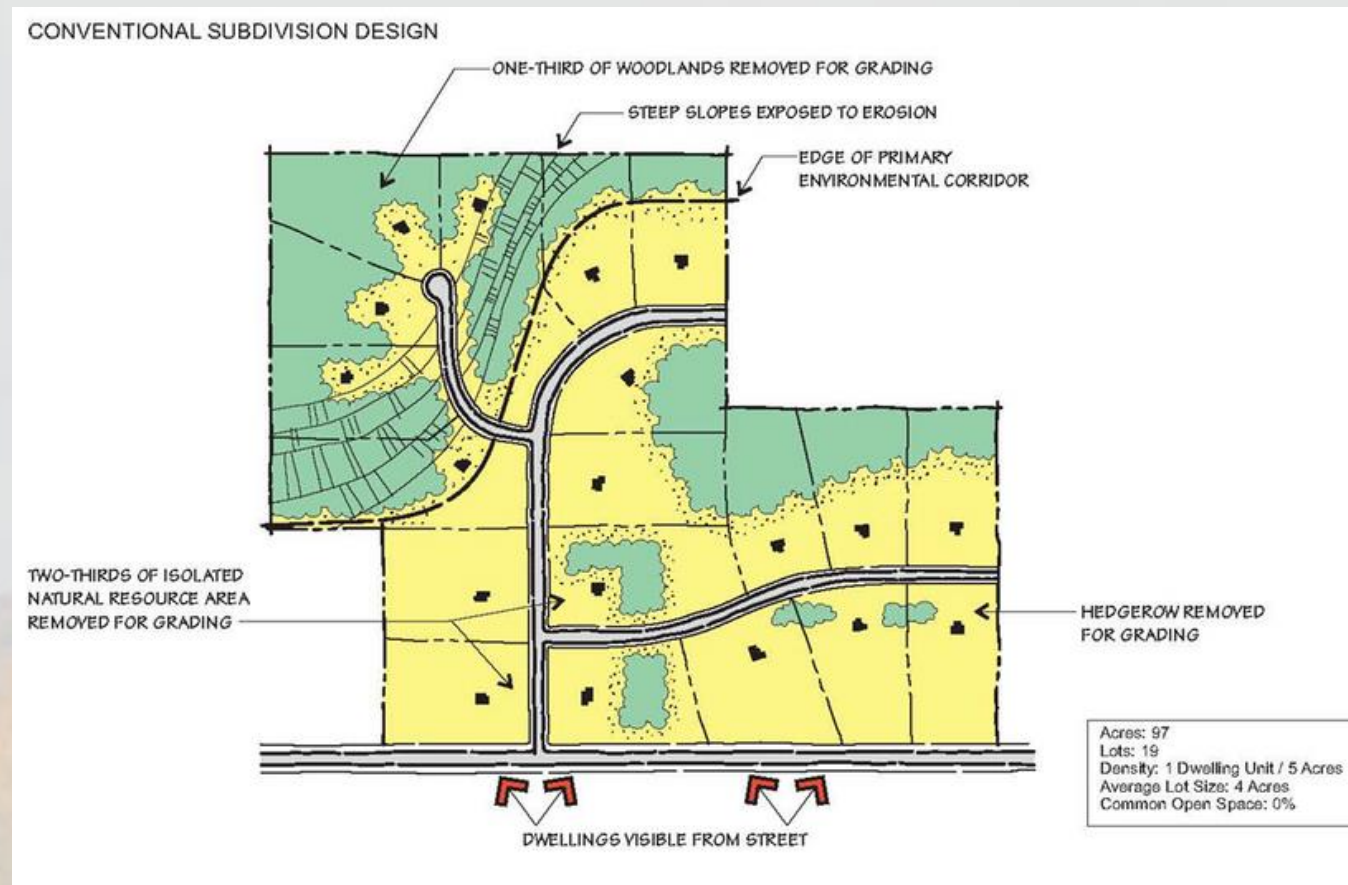 CONVENTIONAL SUBDIVISION DESIGN
ONE-THIRD OF WOODLANDS REMOVED FOR GRADING
STEEP SLOPES EXPOSED TO EROSION
EDGE OF PRIMARY
ENVIRONMENTAL CORRIDOR
TWO-THIRDS OF ISOLATED
NATURAL RESOURCE AREA
REMOVED FOR GRADING
HEDGEROW REMOVED
FOR GRADING
Acres: 97
Lots: 19
Density: 1 Dwelling Unit / 5 Acres
Average Lot Size: 4 Acres
Common Open Space: 0%
DWELLINGS VISIBLE FROM STREET